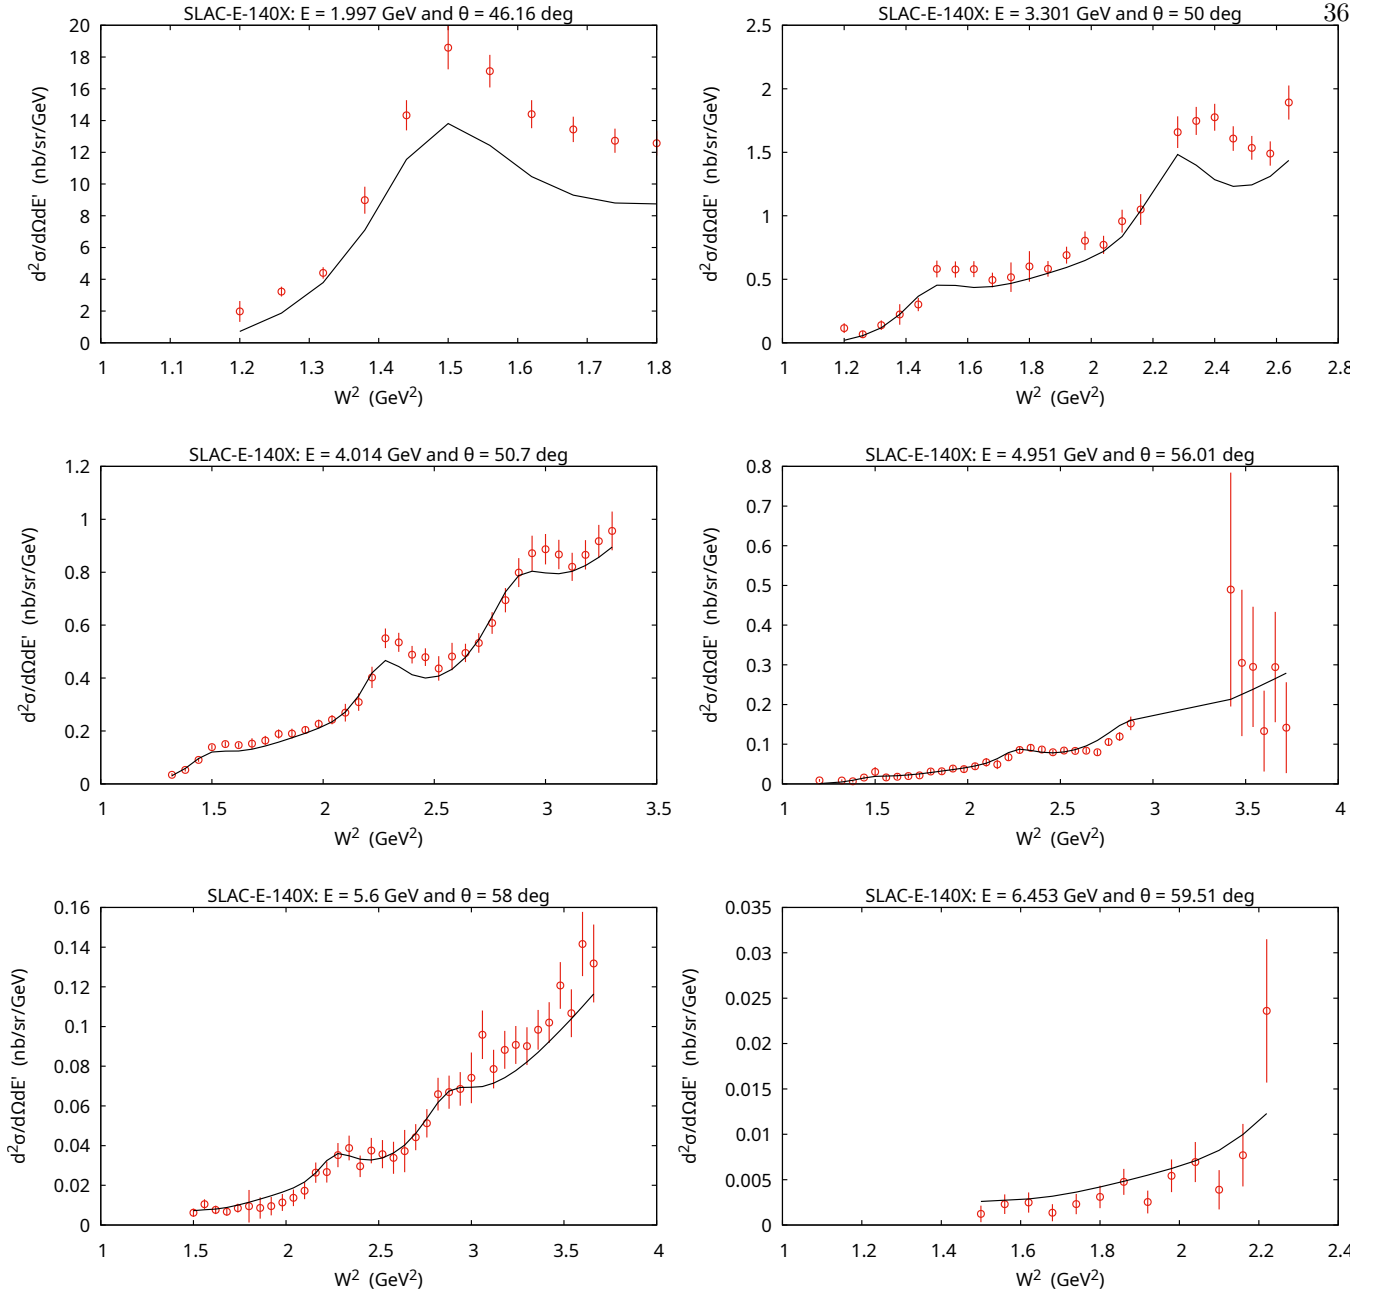 36
SLAC-E-140X: E = 1.997 GeV and θ = 46.16 deg
d²σ/dΩdE' (nb/sr/GeV)
20
18
16
14
12
10
8
6
4
2
0
1 1.1 1.2 1.3 1.4 1.5 1.6 1.7 1.8
W² (GeV²)
SLAC-E-140X: E = 3.301 GeV and θ = 50 deg
d²σ/dΩdE' (nb/sr/GeV)
2.5
2
1.5
1
0.5
0
1 1.2 1.4 1.6 1.8 2 2.2 2.4 2.6 2.8
W² (GeV²)
SLAC-E-140X: E = 4.014 GeV and θ = 50.7 deg
d²σ/dΩdE' (nb/sr/GeV)
1.2
1
0.8
0.6
0.4
0.2
0
1 1.5 2 2.5 3 3.5
W² (GeV²)
SLAC-E-140X: E = 4.951 GeV and θ = 56.01 deg
d²σ/dΩdE' (nb/sr/GeV)
0.8
0.7
0.6
0.5
0.4
0.3
0.2
0.1
0
1 1.5 2 2.5 3 3.5 4
W² (GeV²)
SLAC-E-140X: E = 5.6 GeV and θ = 58 deg
d²σ/dΩdE' (nb/sr/GeV)
0.16
0.14
0.12
0.1
0.08
0.06
0.04
0.02
0
1 1.5 2 2.5 3 3.5 4
W² (GeV²)
SLAC-E-140X: E = 6.453 GeV and θ = 59.51 deg
d²σ/dΩdE' (nb/sr/GeV)
0.035
0.03
0.025
0.02
0.015
0.01
0.005
0
1 1.2 1.4 1.6 1.8 2 2.2 2.4
W² (GeV²)